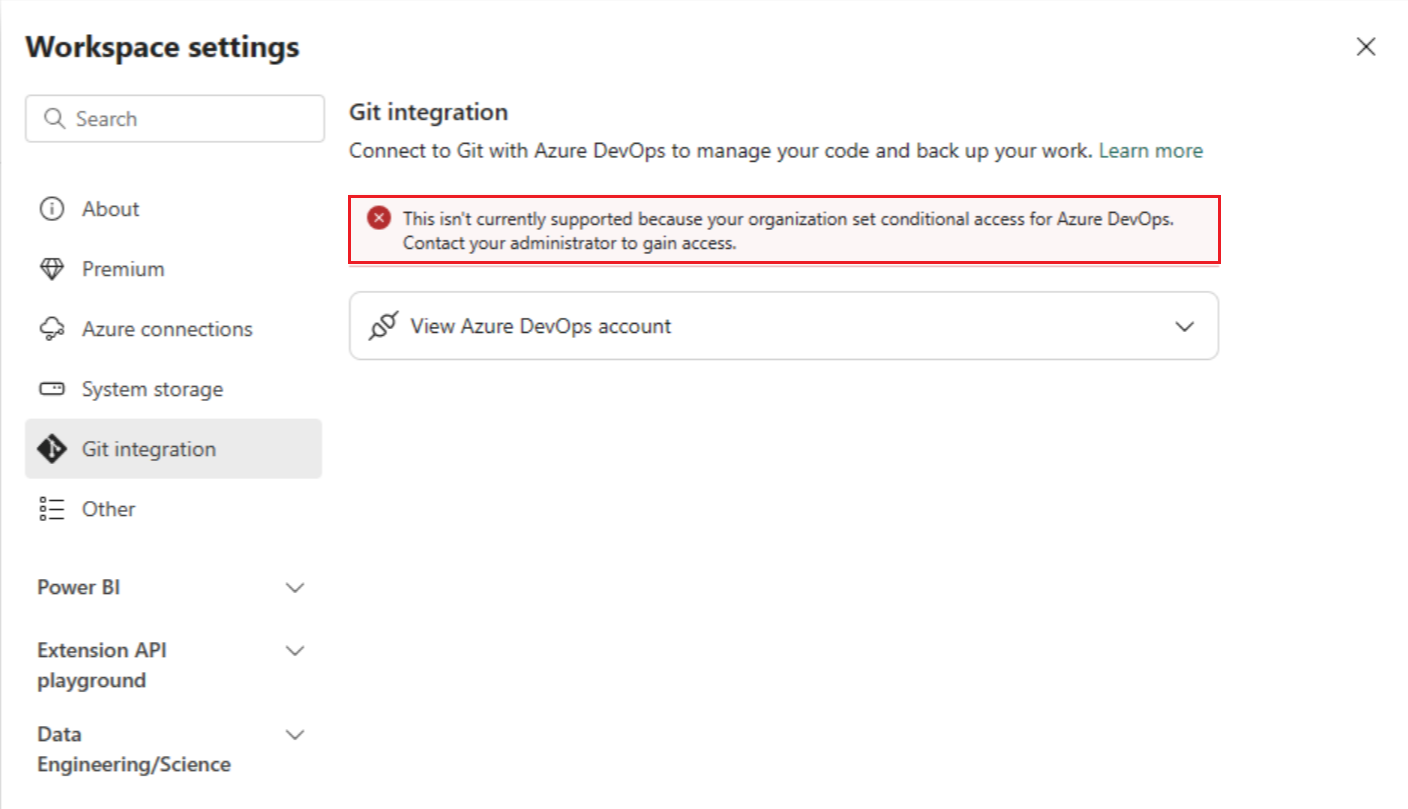 Workspace settings
Search
About
Premium
Azure connections
System storage
Git integration
Other
Power BI
Extension API
playground
Data
Engineering/Science
Git integration
Connect to Git with Azure DevOps to manage your code and back up your work. Learn more
This isn't currently supported because your organization set conditional access for Azure DevOps.
Contact your administrator to gain access.
View Azure DevOps account